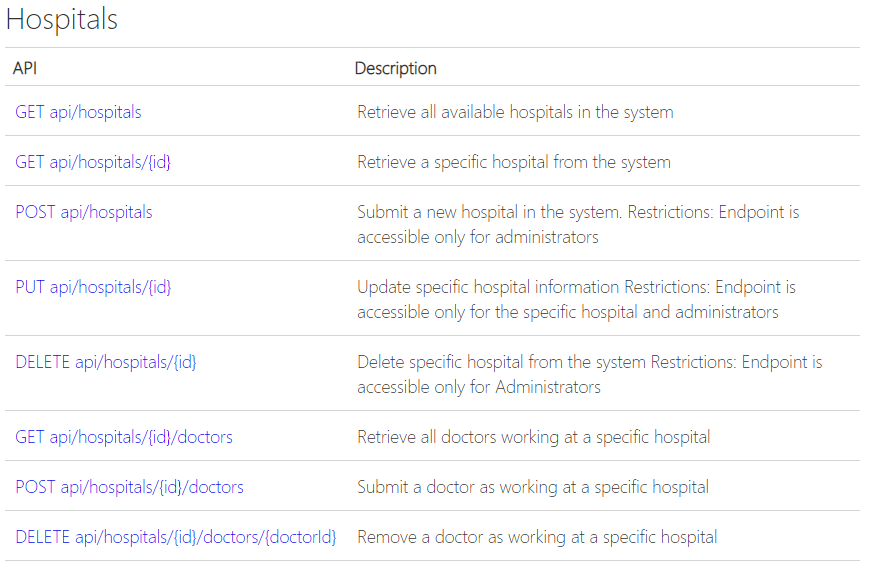 Hospitals
API Description
GET api/hospitals Retrieve all available hospitals in the system
GET api/hospitals/{id} Retrieve a specific hospital from the system
POST api/hospitals Submit a new hospital in the system. Restrictions: Endpoint is
accessible only for administrators
PUT api/hospitals/{id} Update specific hospital information Restrictions: Endpoint is
accessible only for the specific hospital and administrators
DELETE api/hospitals/{id} Delete specific hospital from the system Restrictions: Endpoint is
accessible only for Administrators
GET api/hospitals/{id}/doctors Retrieve all doctors working at a specific hospital
POST api/hospitals/{id}/doctors Submit a doctor as working at a specific hospital
DELETE api/hospitals/{id}/doctors/{doctorId} Remove a doctor as working at a specific hospital